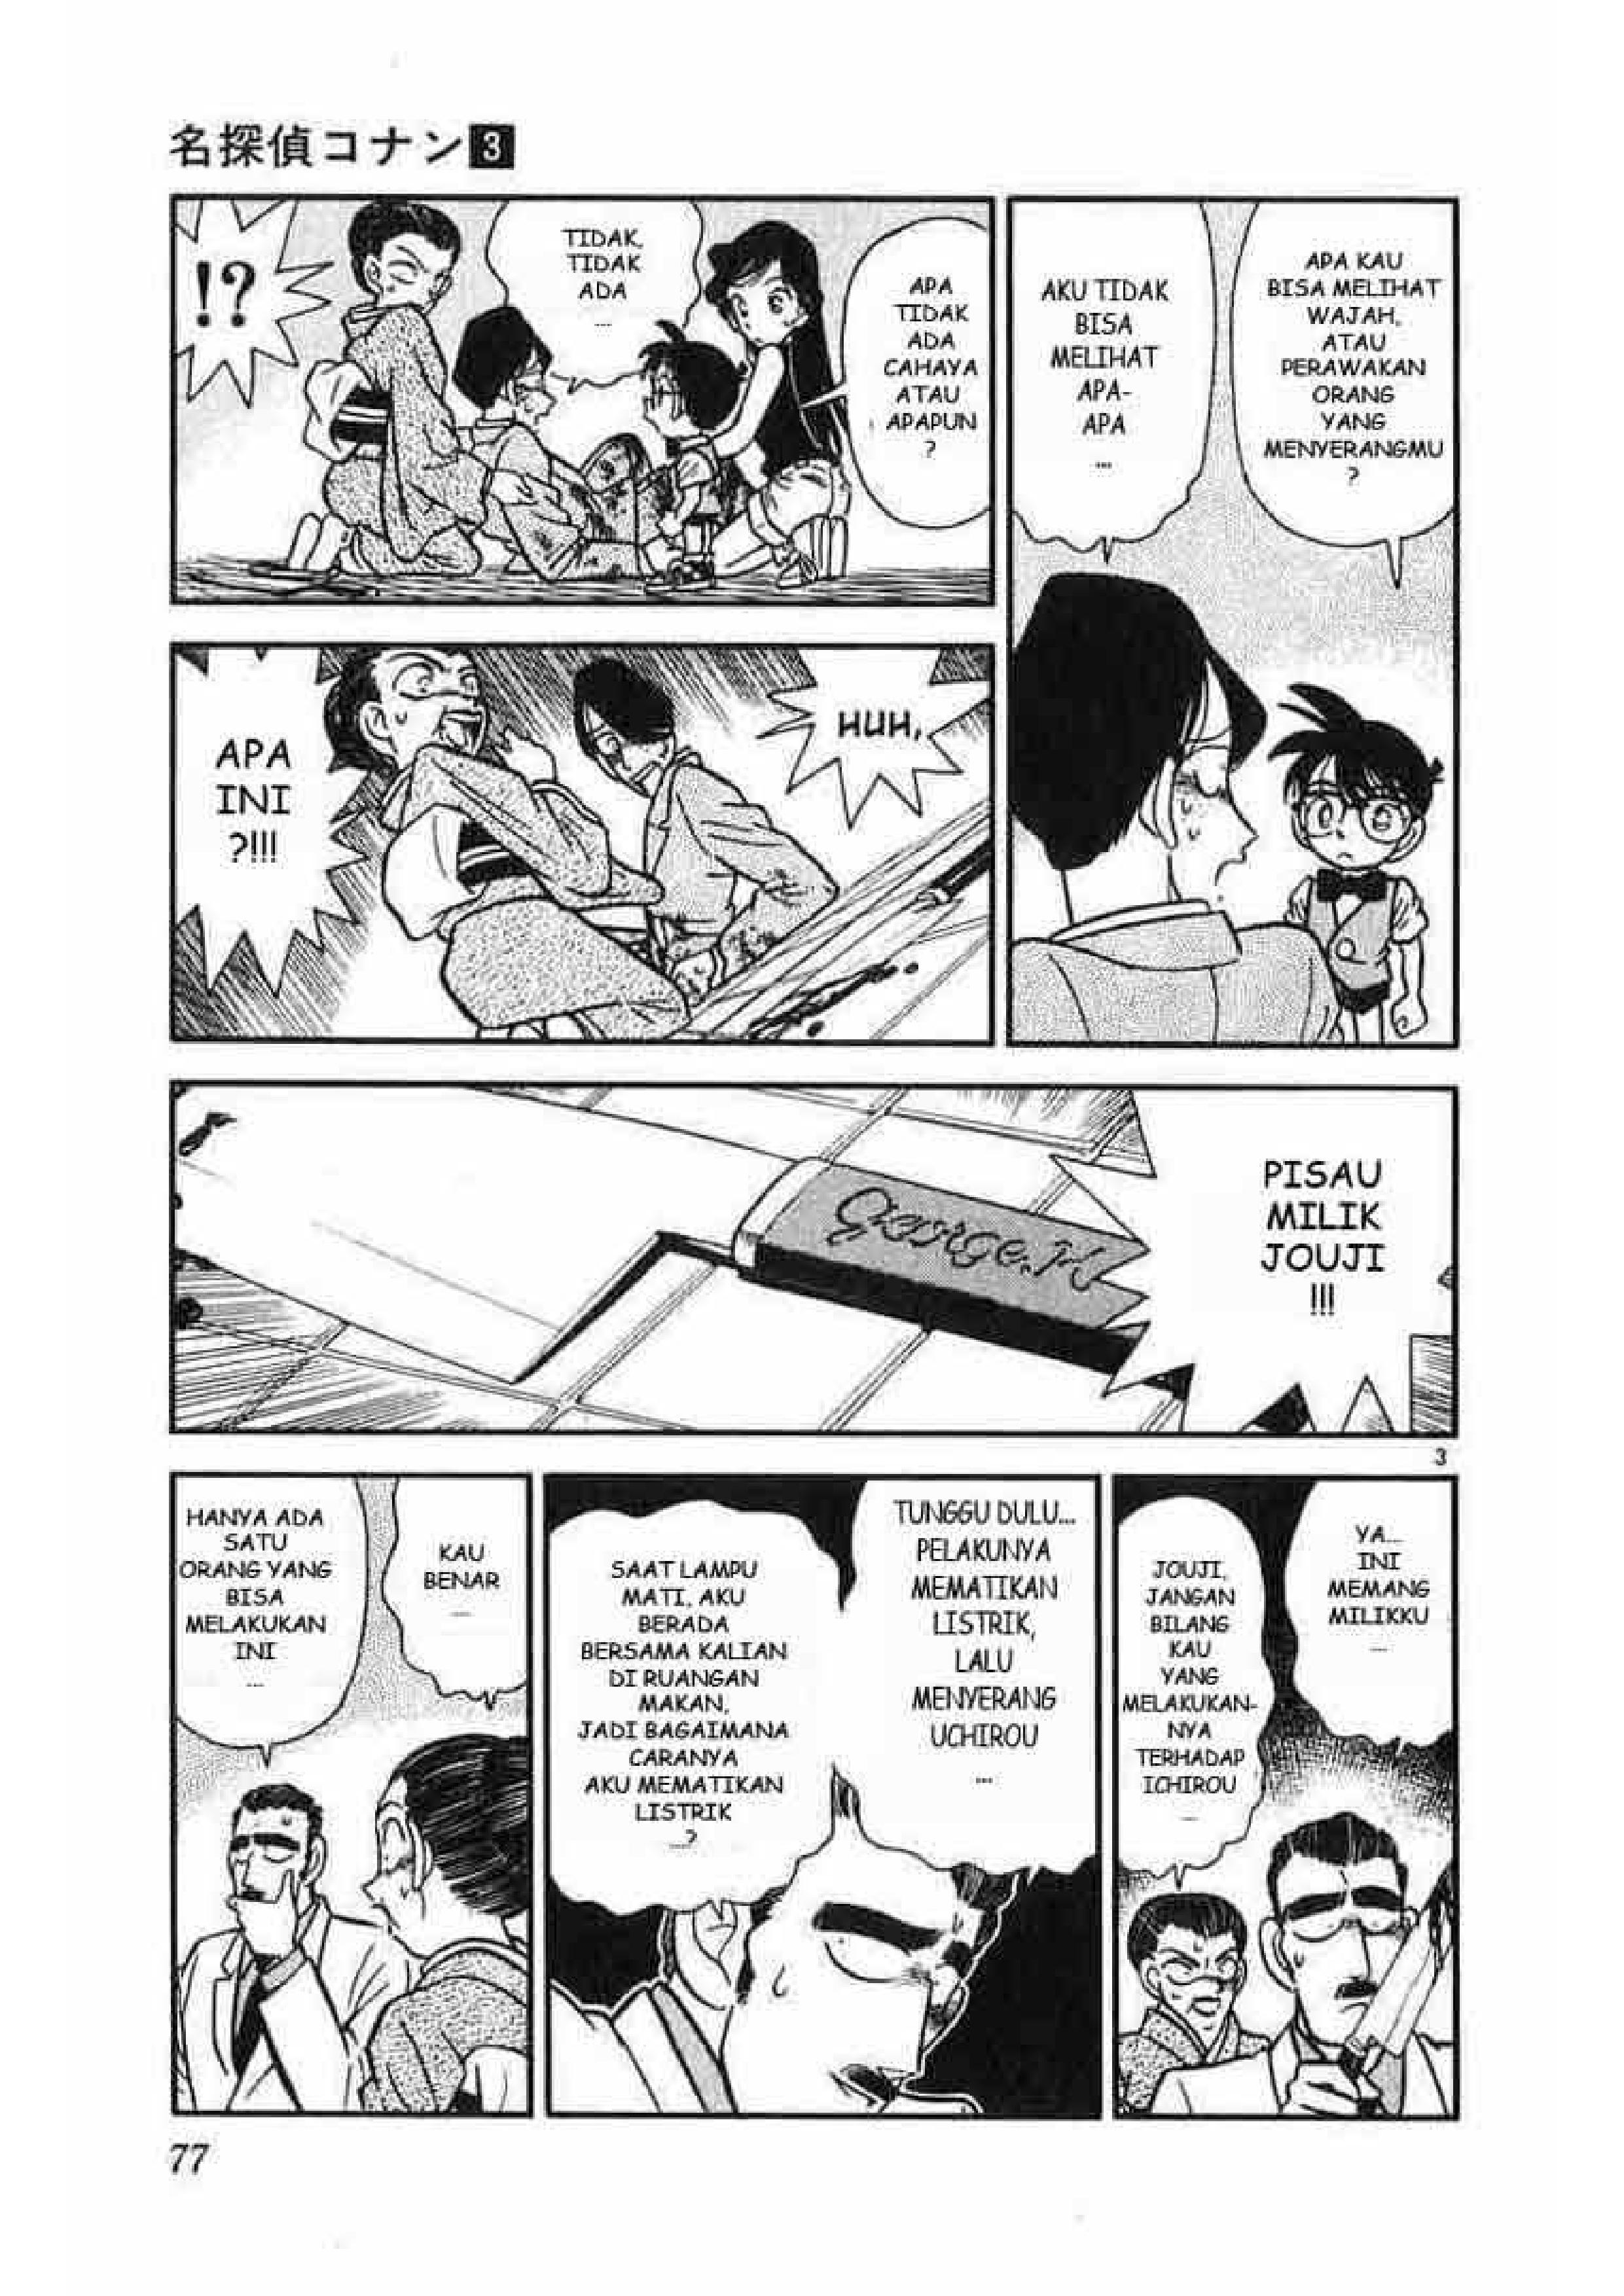 名探偵コナン3
APA KAU
BISA MELIHAT
WAJAH,
ATAU
PERAWAKAN
ORANG
YANG
MENYERANGMU
?
AKU TIDAK
BISA
MELIHAT
APA-
APA
...
APA
TIDAK
ADA
CAHAYA
ATAU
APAPUN
?
TIDAK,
TIDAK
ADA
...
!?
HUH,
APA
INI
?!!!
PISAU
MILIK
JOUJI
!!!
George.H
3
YA...
INI
MEMANG
MILIKKU
...
JOUJI,
JANGAN
BILANG
KAU
YANG
MELAKUKAN-
NYA
TERHADAP
ICHIROU
...
TUNGGU DULU...
PELAKUNYA
MEMATIKAN
LISTRIK,
LALU
MENYERANG
UCHIROU
...
SAAT LAMPU
MATI, AKU
BERADA
BERSAMA KALIAN
DI RUANGAN
MAKAN,
JADI BAGAIMANA
CARANYA
AKU MEMATIKAN
LISTRIK
...?
KAU
BENAR
...
HANYA ADA
SATU
ORANG YANG
BISA
MELAKUKAN
INI
...
77